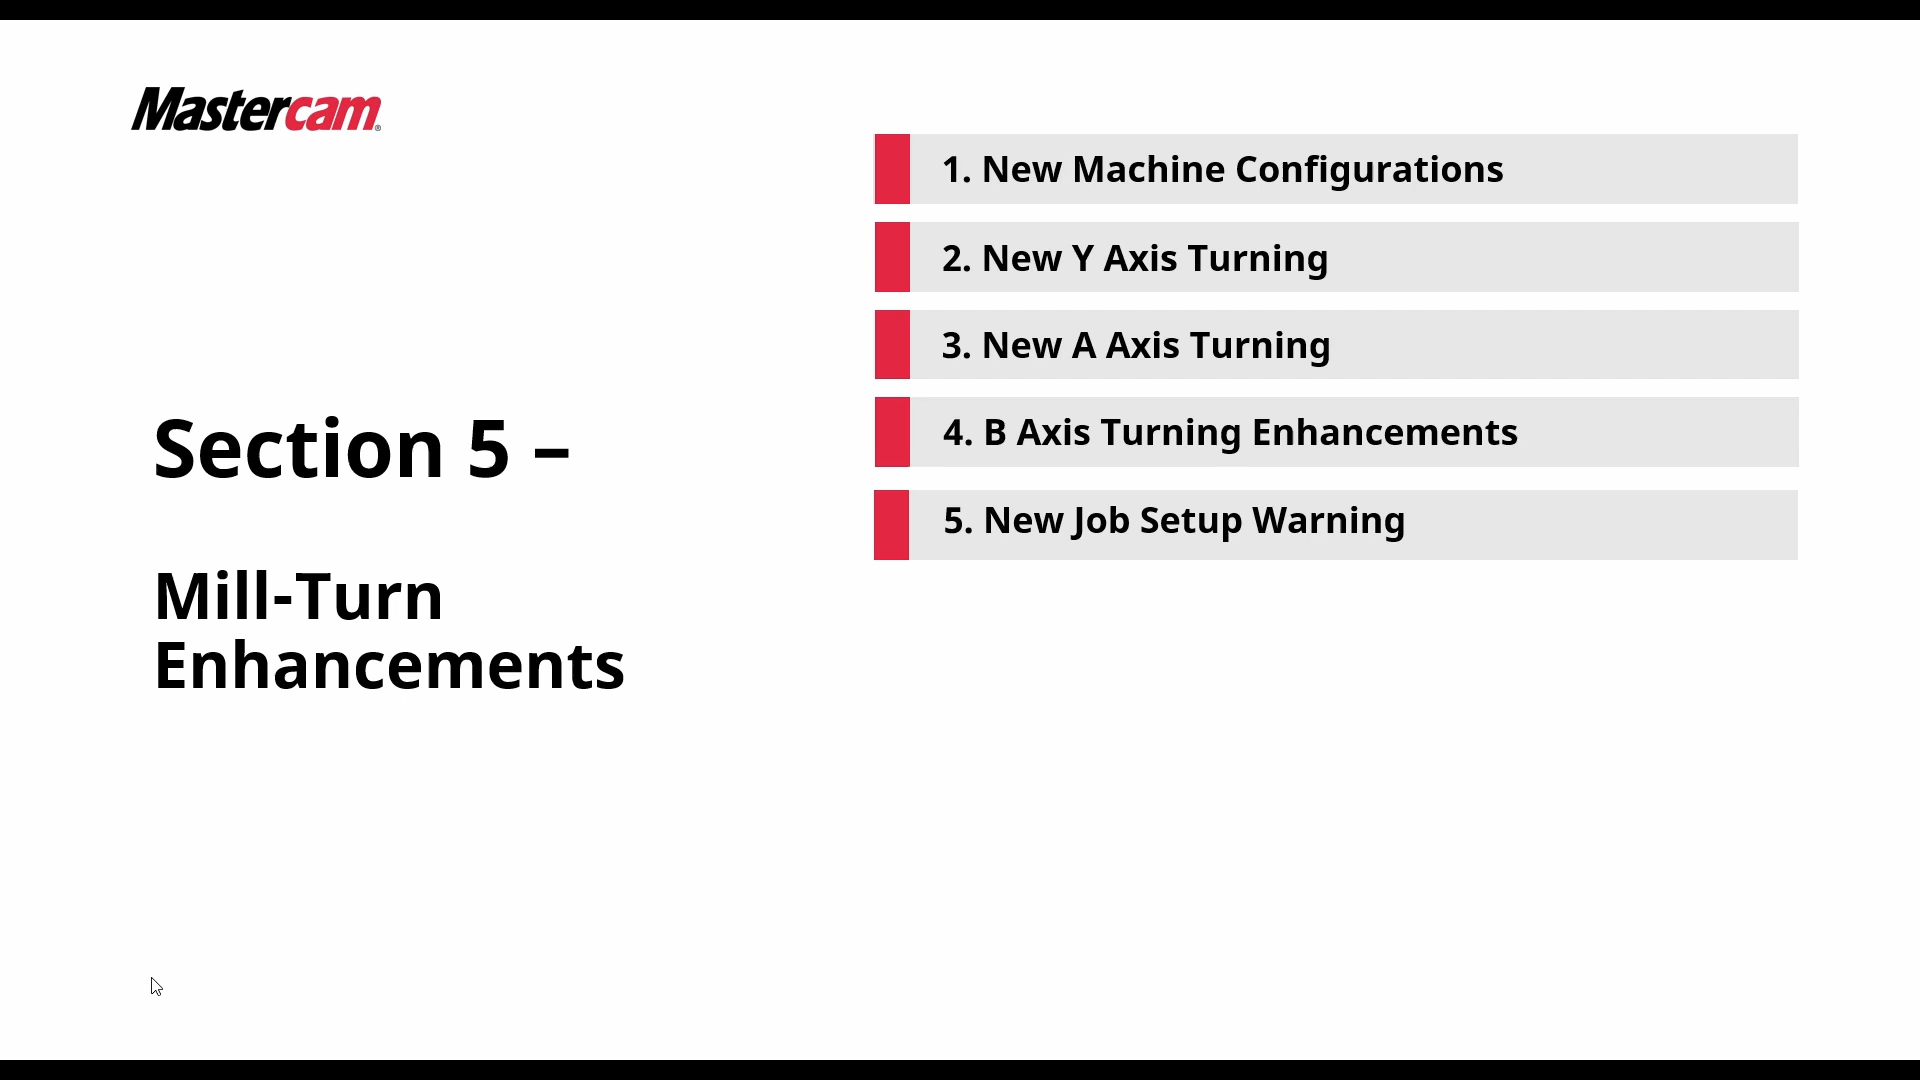 Mastercam®
Section 5 –
Mill-Turn
Enhancements
1. New Machine Configurations
2. New Y Axis Turning
3. New A Axis Turning
4. B Axis Turning Enhancements
5. New Job Setup Warning